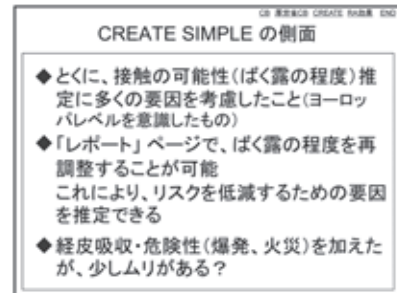 CREATE SIMPLE の側面
◆とくに、接触の可能性(ばく露の程度)推
定に多くの要因を考慮したこと(ヨーロッ
パレベルを意識したもの)
◆「レポート」ページで、ばく露の程度を再
調整することが可能
これにより、リスクを低減するための要因
を推定できる
◆経皮吸収・危険性(爆発、火災)を加えた
が、少しムリがある?